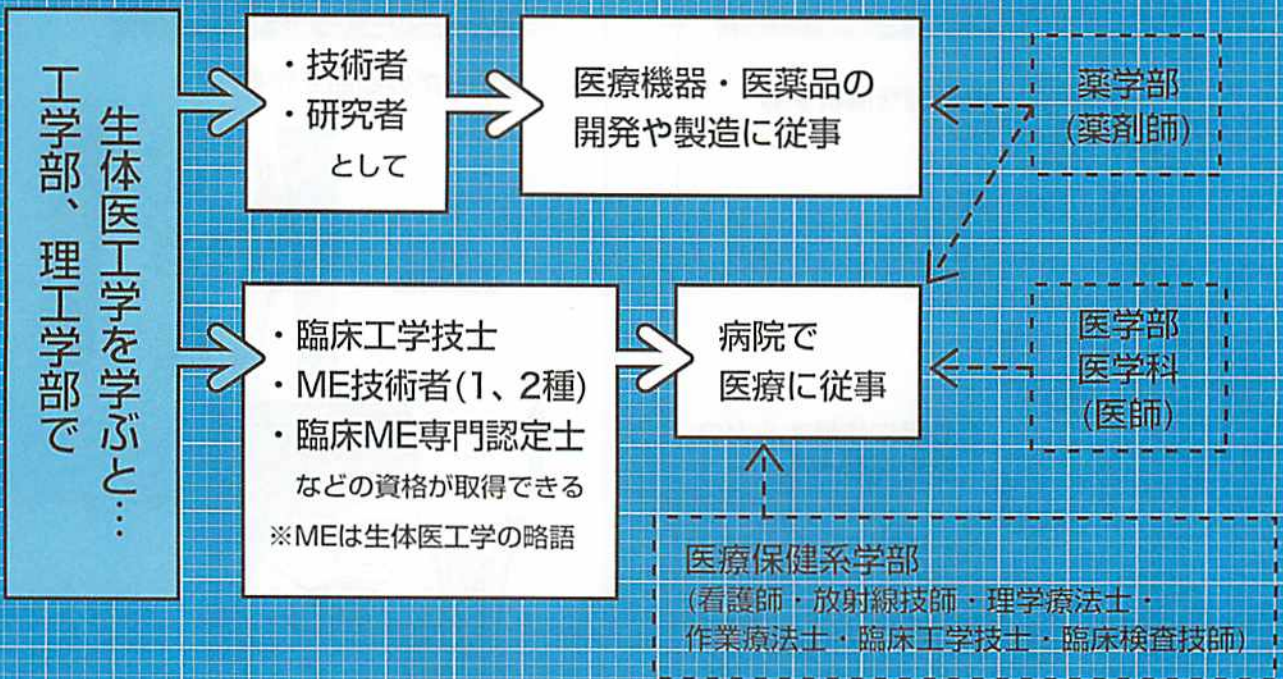 工学部、理工学部で
生体医工学を学ぶと…
・技術者
・研究者
として
医療機器・医薬品の
開発や製造に従事
薬学部
(薬剤師)
・臨床工学技士
・ME技術者(1、2種)
・臨床ME専門認定士
などの資格が取得できる
※MEは生体医工学の略語
病院で
医療に従事
医学部
医学科
(医師)
医療保健系学部
(看護師・放射線技師・理学療法士・
作業療法士・臨床工学技士・臨床検査技師)